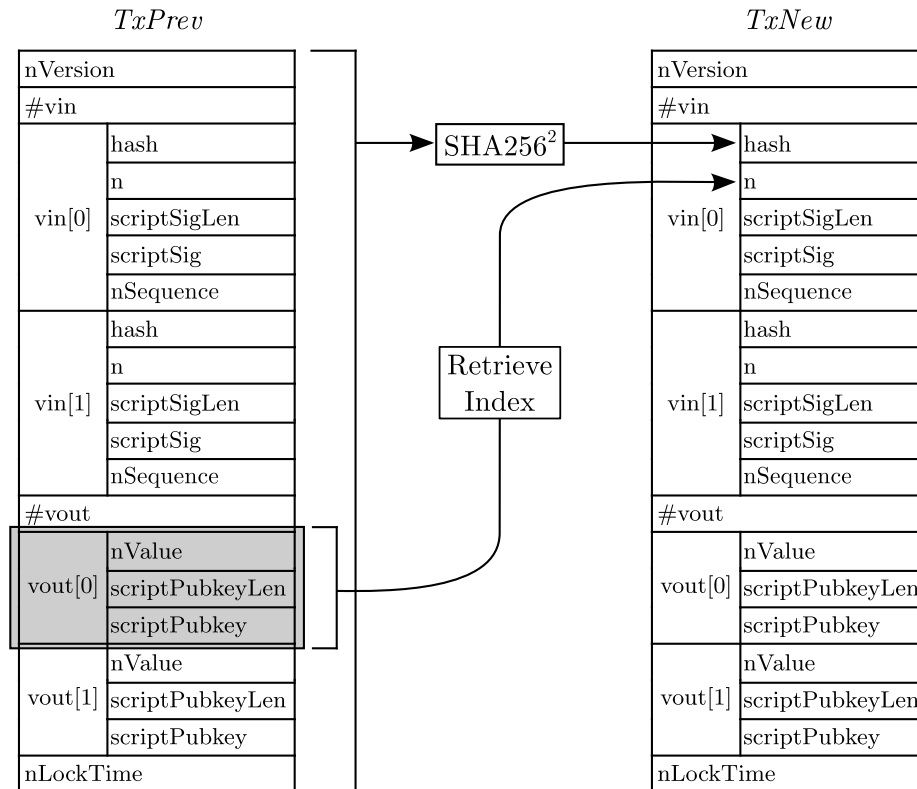 TxPrev
nVersion
#vin
vin[0]
hash
n
scriptSigLen
scriptSig
nSequence
vin[1]
hash
n
scriptSigLen
scriptSig
nSequence
#vout
vout[0]
nValue
scriptPubkeyLen
scriptPubkey
vout[1]
nValue
scriptPubkeyLen
scriptPubkey
nLockTime
SHA256²
Retrieve
Index
TxNew
nVersion
#vin
vin[0]
hash
n
scriptSigLen
scriptSig
nSequence
vin[1]
hash
n
scriptSigLen
scriptSig
nSequence
#vout
vout[0]
nValue
scriptPubkeyLen
scriptPubkey
vout[1]
nValue
scriptPubkeyLen
scriptPubkey
nLockTime